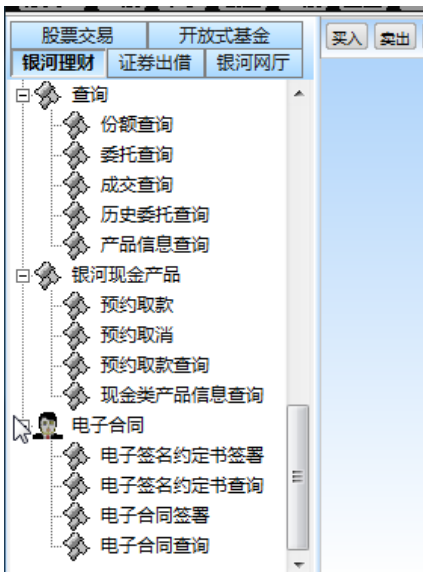 股票交易 开放式基金
买入 卖出
银河理财 证券出借 银河网厅
查询
份额查询
委托查询
成交查询
历史委托查询
产品信息查询
银河现金产品
预约取款
预约取消
预约取款查询
现金类产品信息查询
电子合同
电子签名约定书签署
电子签名约定书查询
电子合同签署
电子合同查询